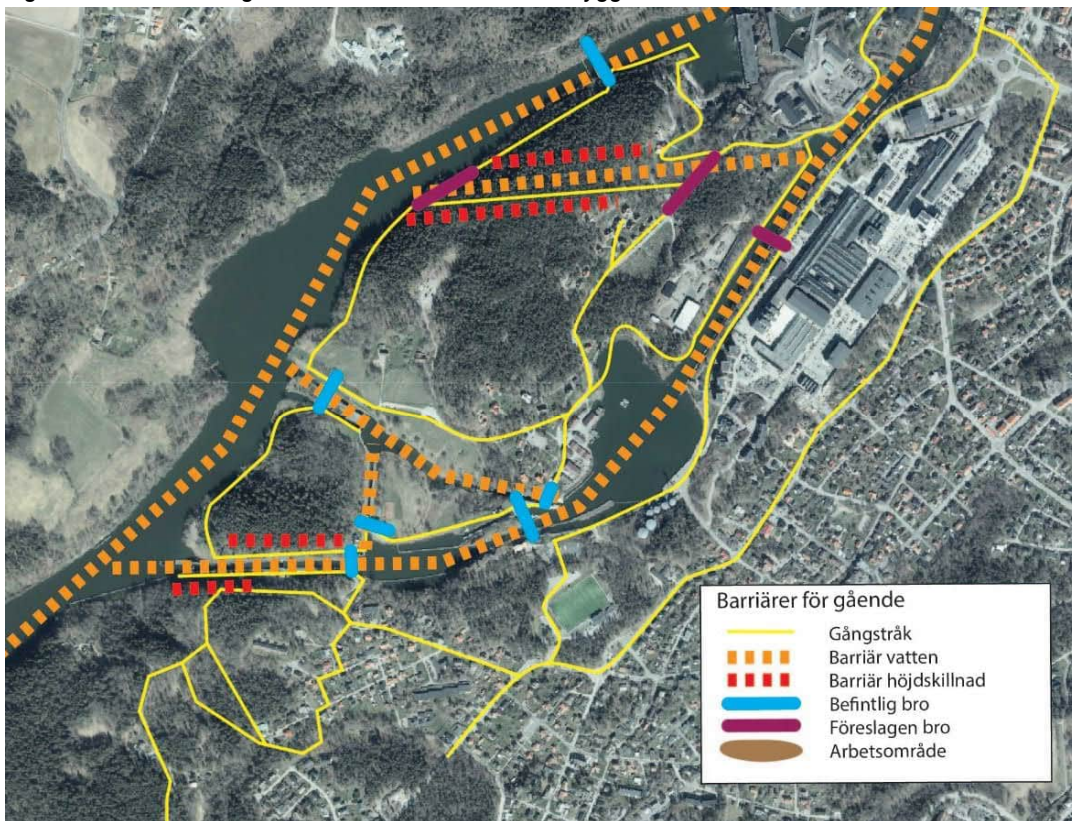 Barriärer för gående
Gångstråk
Barriär vatten
Barriär höjdskillnad
Befintlig bro
Föreslagen bro
Arbetsområde